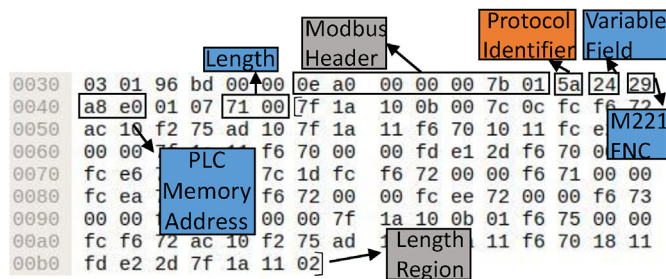 Modbus
Header
Protocol
Identifier
Variable
Field
Length
0030 03 01 96 bd 00 00 0e a0 00 00 00 7b 01 5a 24 29
0040 a8 e0 01 07 71 00 7f 1a 10 0b 00 7c 0c fc f6 72
0050 ac 10 f2 75 ad 10 7f 1a 11 f6 70 10 11 fc
0060 00 00 11 f6 70 00 00 fd e1 2d f6 70
0070 fc e6 7c 1d fc f6 72 00 00 f6 71 00 00
0080 fc ea f6 72 00 00 fc ee 72 00 00 f6 73
0090 00 00 00 00 7f 1a 10 0b 01 f6 75 00 00
00a0 fc f6 72 ac 10 f2 75 ad 11 f6 70 18 11
00b0 fd e2 2d 7f 1a 11 02
M221
FNC
PLC
Memory
Address
Length
Region